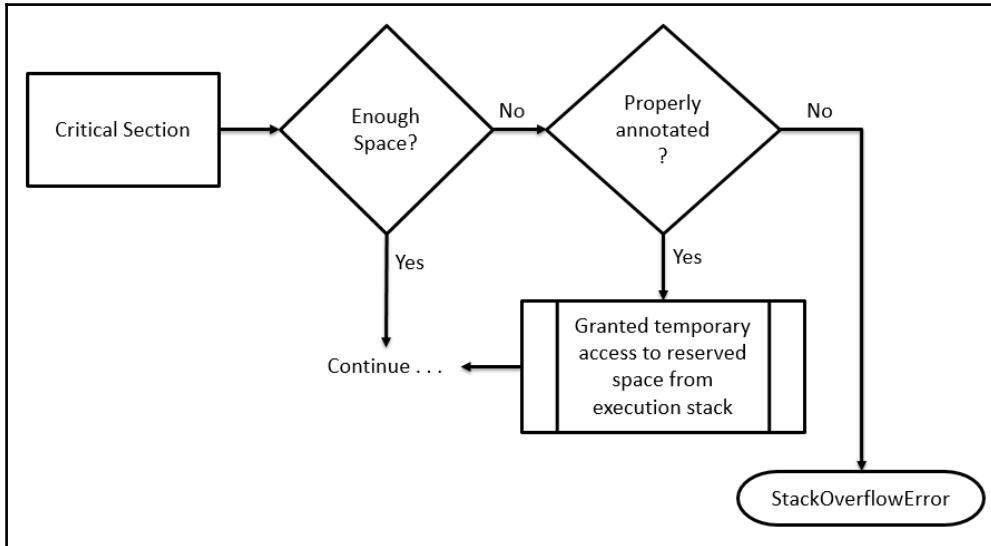 Critical Section
Enough
Space?
No
Properly
annotated
?
No
Yes
Yes
Continue . . .
Granted temporary
access to reserved
space from
execution stack
StackOverflowError